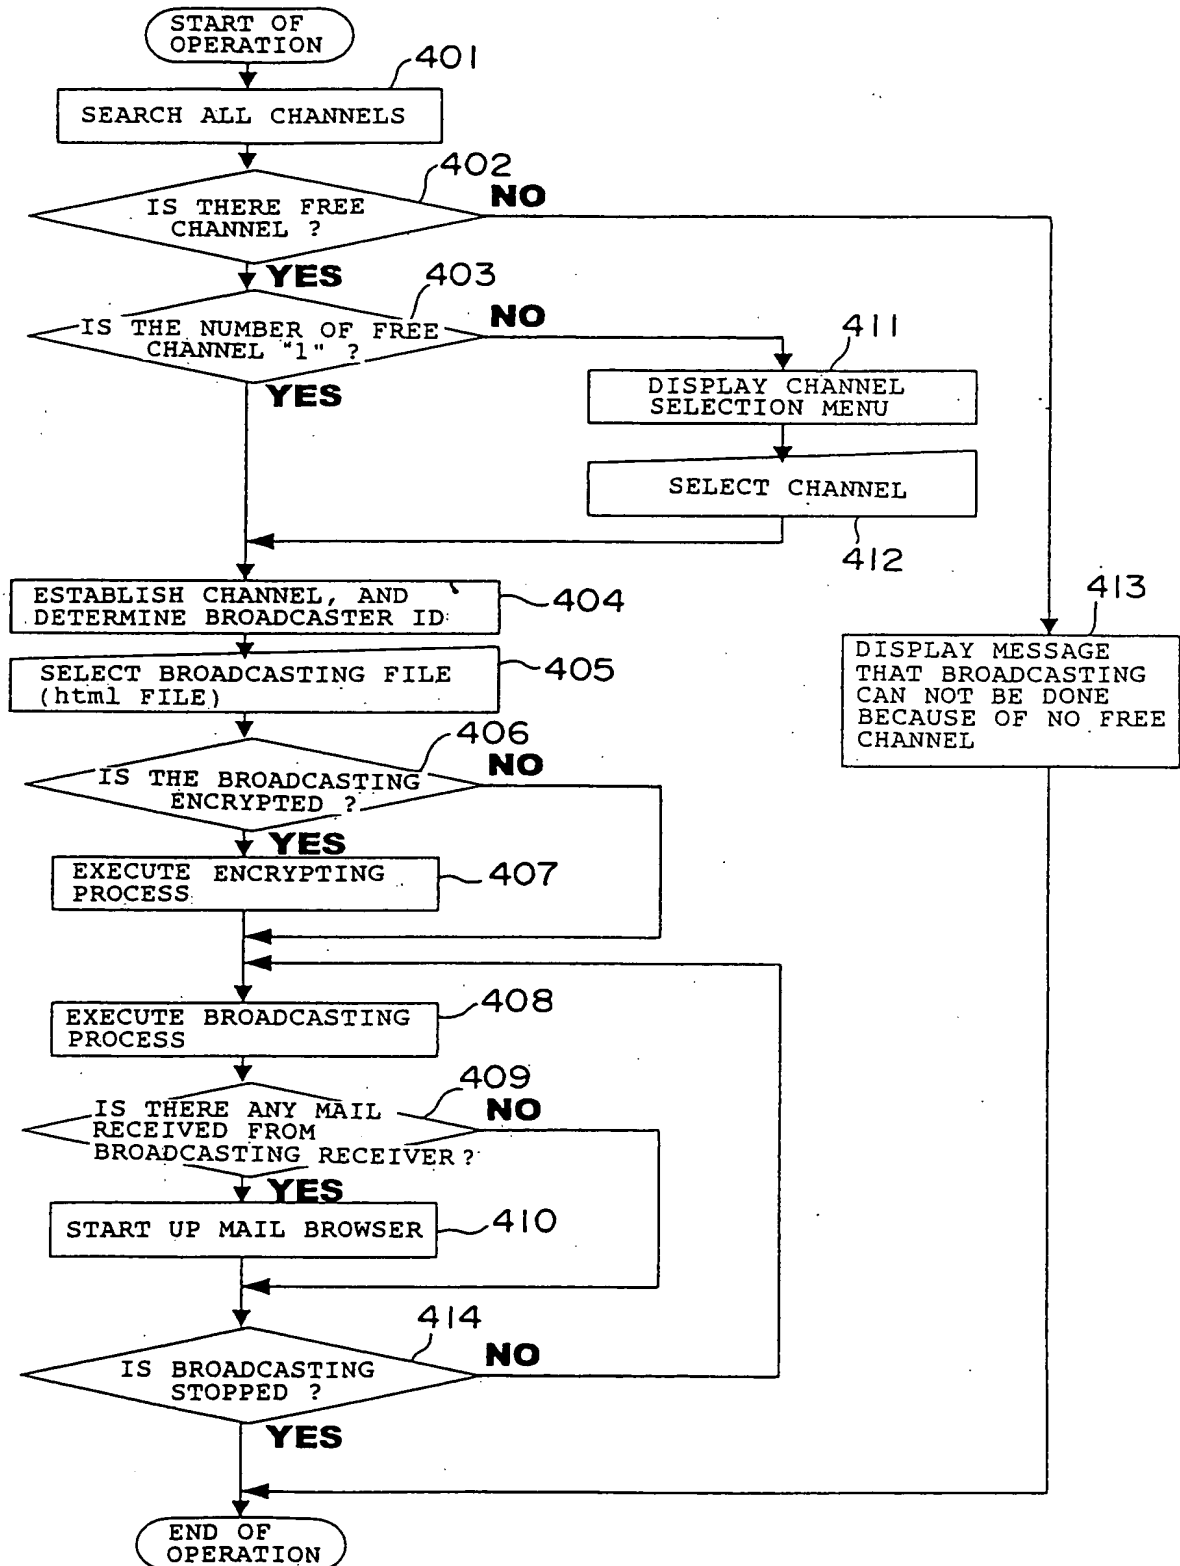 START OF
OPERATION
401
SEARCH ALL CHANNELS
402
IS THERE FREE
CHANNEL ?
NO
YES
403
IS THE NUMBER OF FREE
CHANNEL "1" ?
NO
YES
411
DISPLAY CHANNEL
SELECTION MENU
SELECT CHANNEL
412
ESTABLISH CHANNEL, AND
DETERMINE BROADCASTER ID
404
SELECT BROADCASTING FILE
(html FILE)
405
413
DISPLAY MESSAGE
THAT BROADCASTING
CAN NOT BE DONE
BECAUSE OF NO FREE
CHANNEL
406
IS THE BROADCASTING
ENCRYPTED ?
NO
YES
EXECUTE ENCRYPTING
PROCESS
407
EXECUTE BROADCASTING
PROCESS
408
409
IS THERE ANY MAIL
RECEIVED FROM
BROADCASTING RECEIVER?
NO
YES
START UP MAIL BROWSER
410
414
IS BROADCASTING
STOPPED ?
NO
YES
END OF
OPERATION